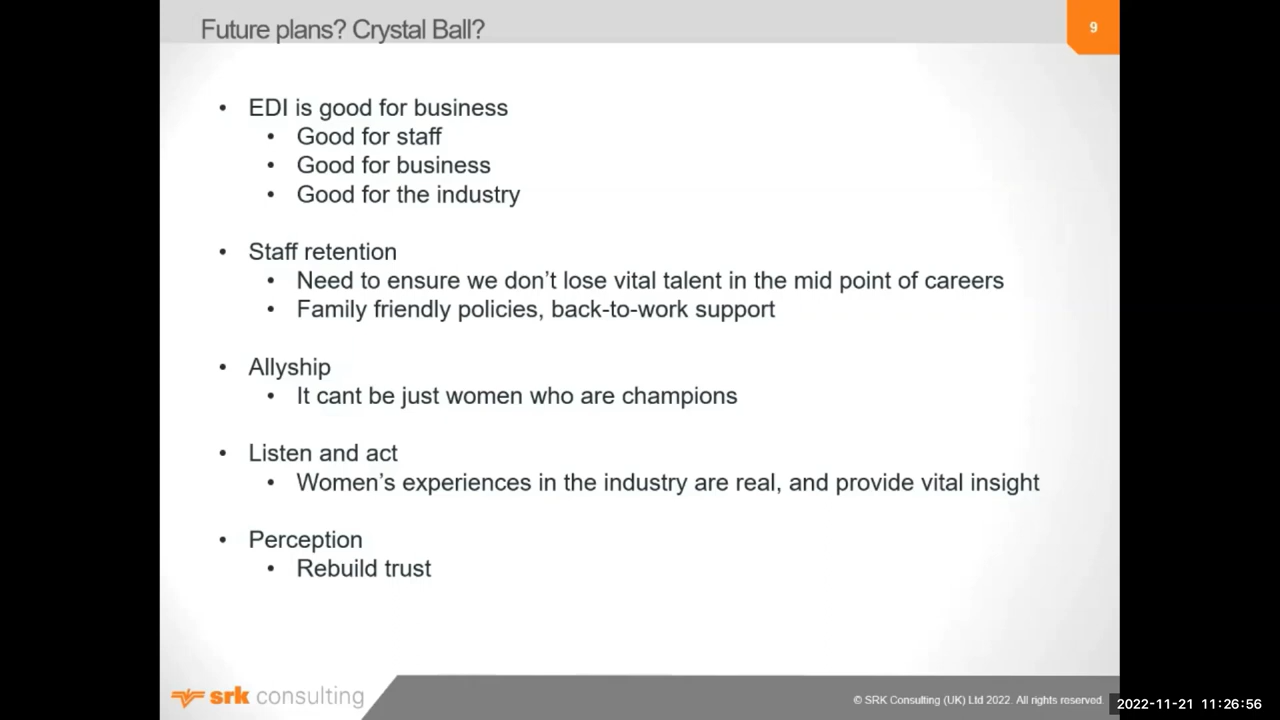 Future plans? Crystal Ball?
9
• EDI is good for business
• Good for staff
• Good for business
• Good for the industry
• Staff retention
• Need to ensure we don’t lose vital talent in the mid point of careers
• Family friendly policies, back-to-work support
• Allyship
• It cant be just women who are champions
• Listen and act
• Women’s experiences in the industry are real, and provide vital insight
• Perception
• Rebuild trust
srk consulting
© SRK Consulting (UK) Ltd 2022. All rights reserved.
2022-11-21 11:26:56